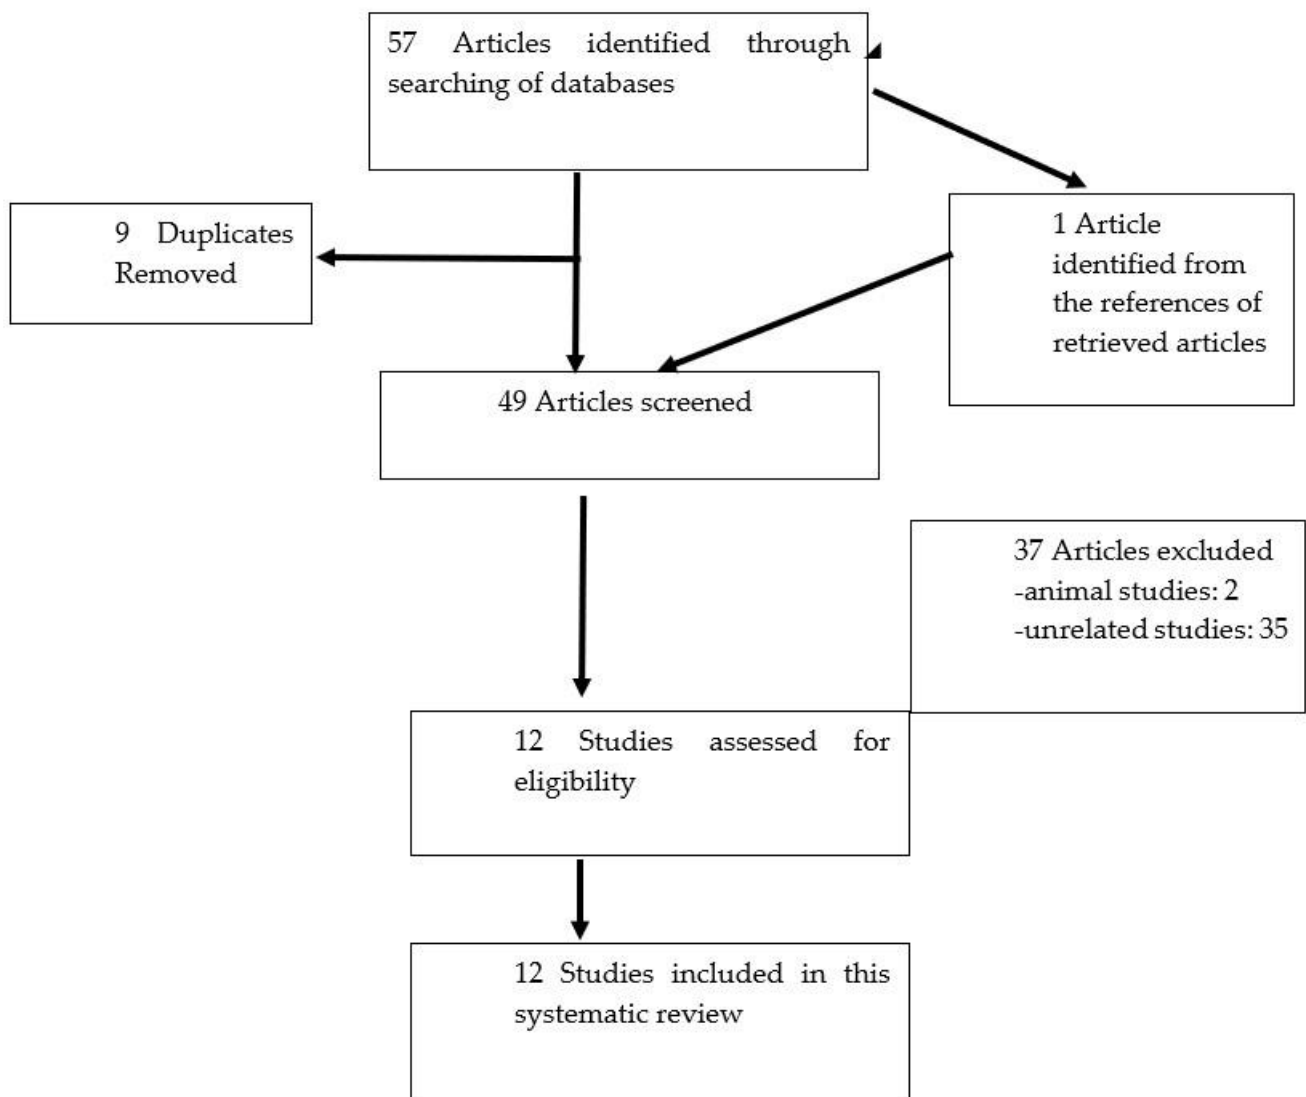 57 Articles identified through
searching of databases
9 Duplicates
Removed
1 Article
identified from
the references of
retrieved articles
49 Articles screened
37 Articles excluded
-animal studies: 2
-unrelated studies: 35
12 Studies assessed for
eligibility
12 Studies included in this
systematic review